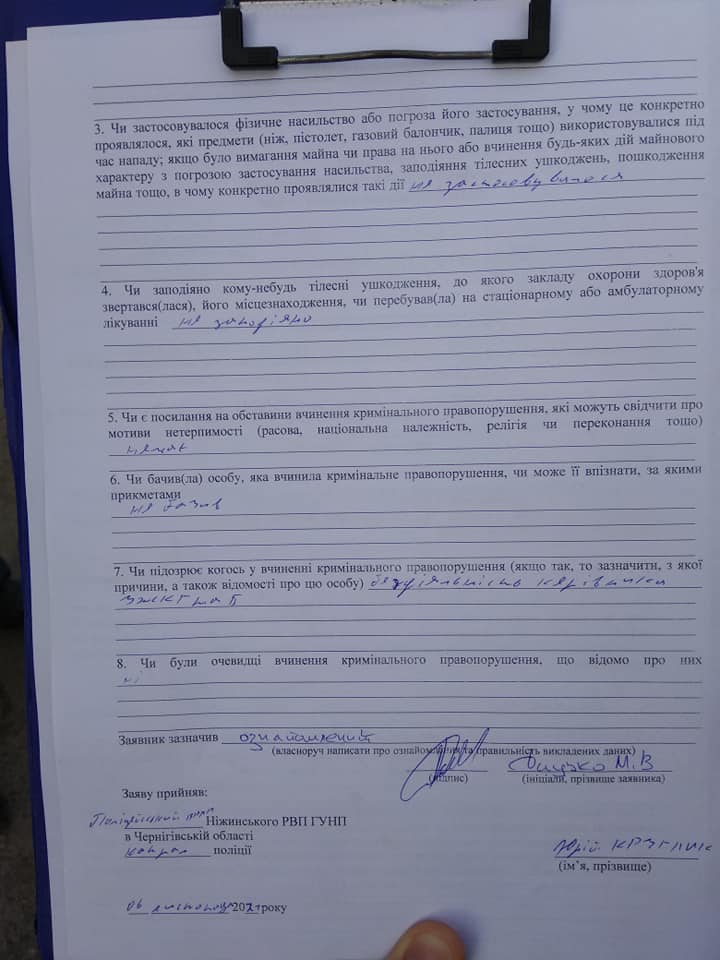 3. Чи застосовувалося фізичне насильство або погроза його застосування, у чому це конкретно
проявлялося, які предмети (ніж, пістолет, газовий балончик, палиця тощо) використовувалися під
час нападу; якщо було вимагання майна чи права на нього або вчинення будь-яких дій майнового
характеру з погрозою застосування насильства, заподіяння тілесних ушкоджень, пошкодження
майна тощо, в чому конкретно проявлялися такі дії не застосовувалося
4. Чи заподіяно кому-небудь тілесні ушкодження, до якого закладу охорони здоров'я
звертався(лася), його місцезнаходження, чи перебував(ла) на стаціонарному або амбулаторному
лікуванні не заподіяно
5. Чи є посилання на обставини вчинення кримінального правопорушення, які можуть свідчити про
мотиви нетерпимості (расова, національна належність, релігія чи переконання тощо)
немає
6. Чи бачив(ла) особу, яка вчинила кримінальне правопорушення, чи може її впізнати, за якими
прикметами
не бачив
7. Чи підозрює когось у вчиненні кримінального правопорушення (якщо так, то зазначити, з якої
причини, а також відомості про цю особу) бездіяльність керівника
8. Чи були очевидці вчинення кримінального правопорушення, що відомо про них
ні
Заявник зазначив ознайомлений
(власноруч написати про ознайомлення та правильність викладених даних)
М.В
(підпис) (ініціали, прізвище заявника)
Заяву прийняв:
Поліцейський Ніжинського РВП ГУНП
в Чернігівській області
капрал поліції
Юрій
(ім’я, прізвище)
06 листопада 2021 року